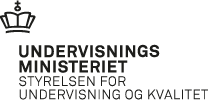 UNDERVISNINGS
MINISTERIET
STYRELSEN FOR
UNDERVISNING OG KVALITET